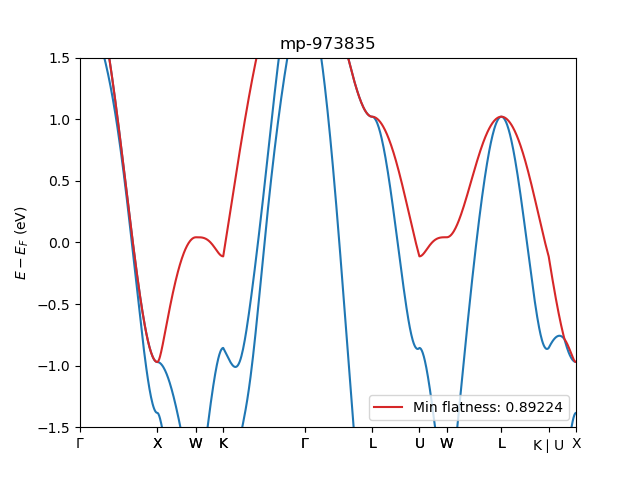 mp-973835
E − E_F (eV)
1.5
1.0
0.5
0.0
−0.5
−1.0
−1.5
Min flatness: 0.89224
Γ X W K Γ L U W L K | U X